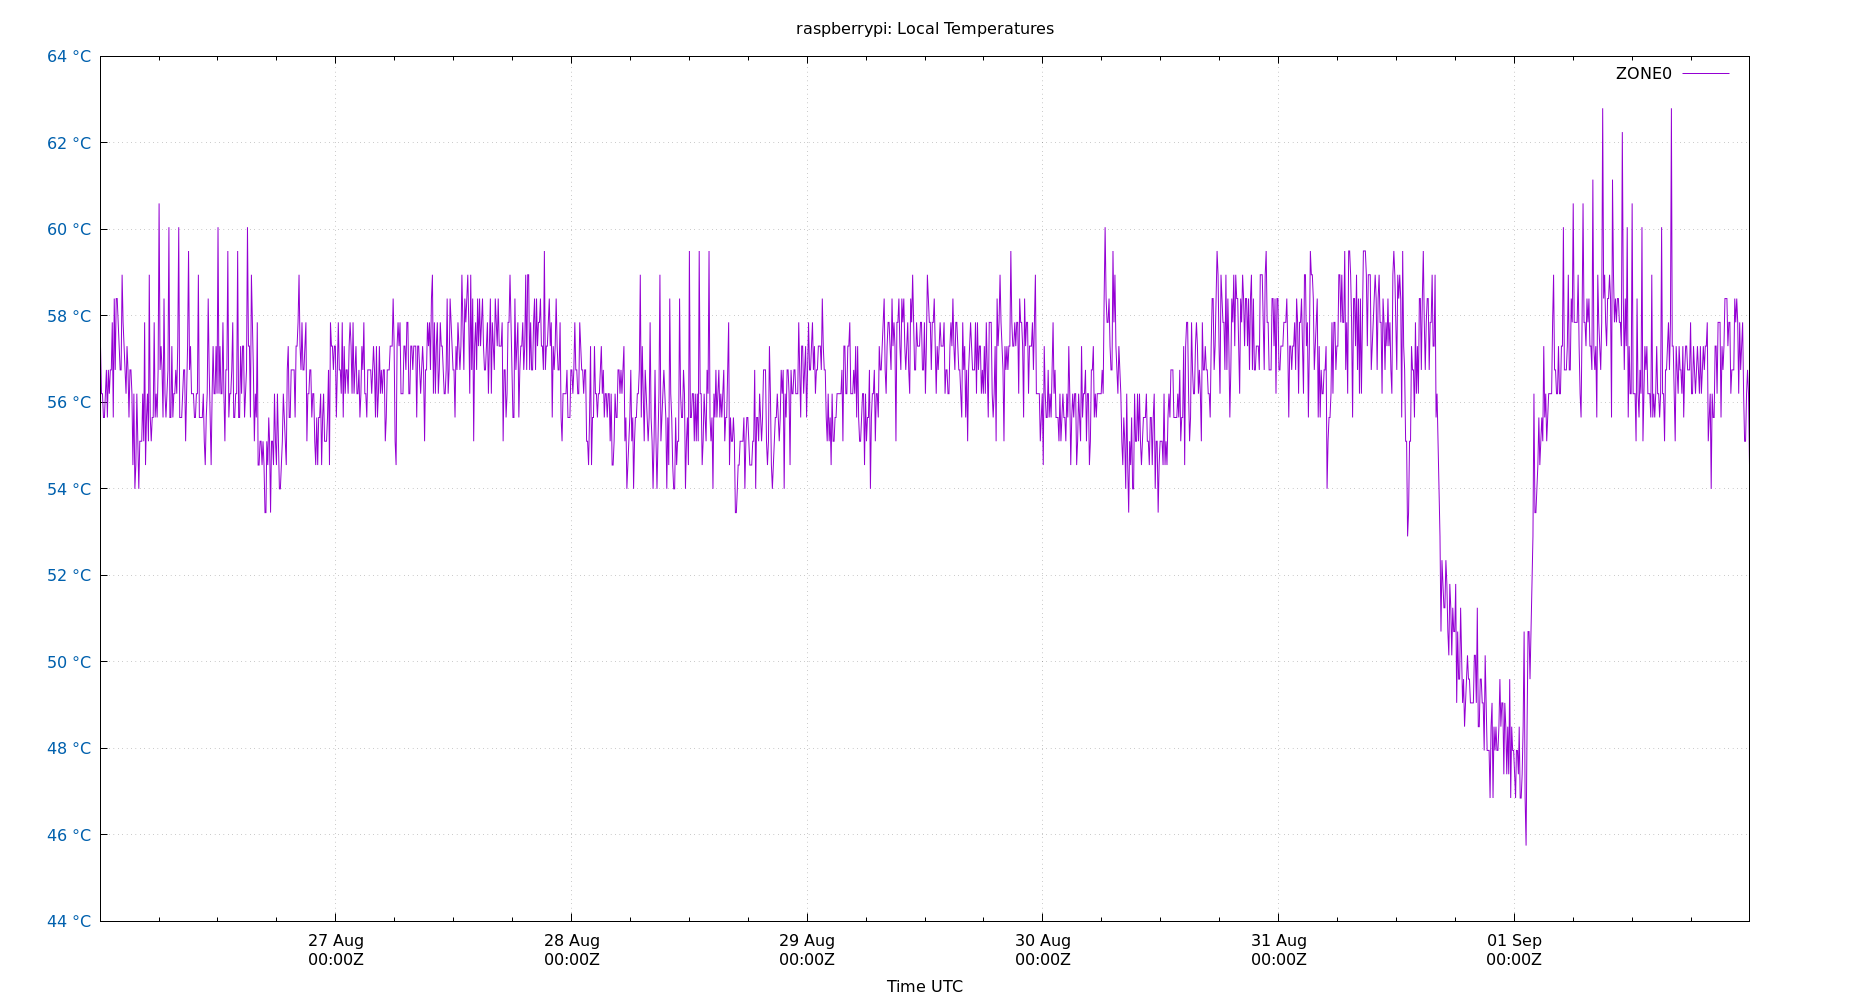 raspberrypi: Local Temperatures
ZONE0
64 °C
62 °C
60 °C
58 °C
56 °C
54 °C
52 °C
50 °C
48 °C
46 °C
44 °C
27 Aug 28 Aug 29 Aug 30 Aug 31 Aug 01 Sep
00:00Z 00:00Z 00:00Z 00:00Z 00:00Z 00:00Z
Time UTC